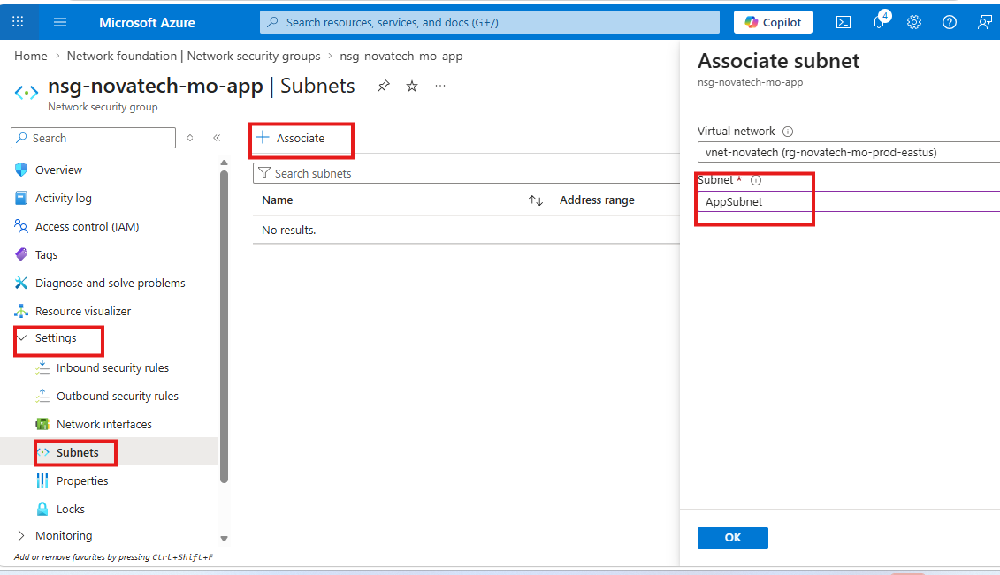 Microsoft Azure
Search resources, services, and docs (G+/)
Copilot
4
Home > Network foundation | Network security groups > nsg-novatech-mo-app
nsg-novatech-mo-app | Subnets
Network security group
Search
Overview
Activity log
Access control (IAM)
Tags
Diagnose and solve problems
Resource visualizer
Settings
Inbound security rules
Outbound security rules
Network interfaces
Subnets
Properties
Locks
Monitoring
Add or remove favorites by pressing Ctrl+Shift+F
Associate
Search subnets
Name Address range
No results.
Associate subnet
nsg-novatech-mo-app
Virtual network
vnet-novatech (rg-novatech-mo-prod-eastus)
Subnet *
AppSubnet
OK